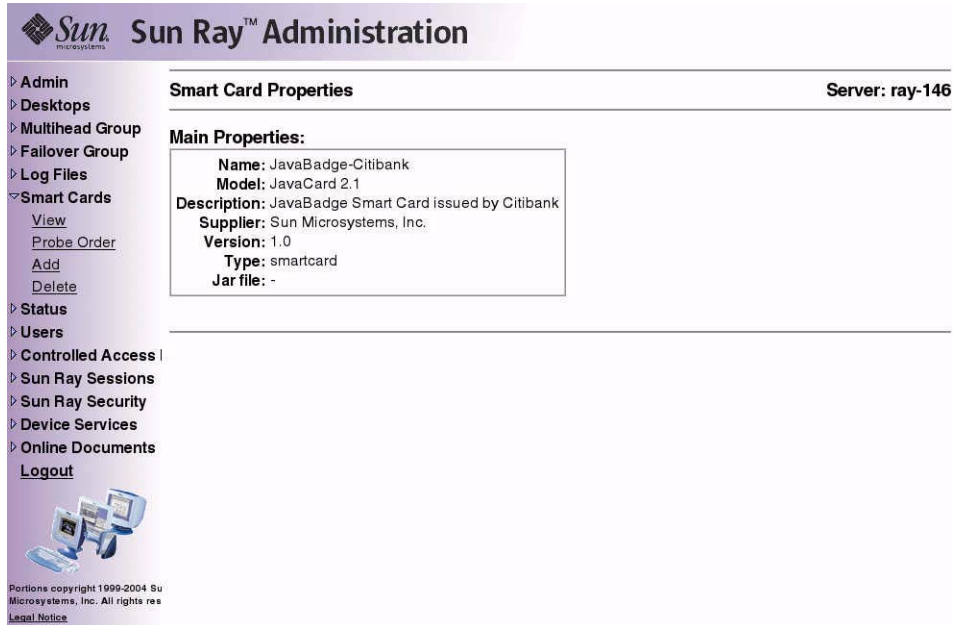 Sun microsystems Sun Ray™ Administration
Admin
Desktops
Multihead Group
Failover Group
Log Files
Smart Cards
View
Probe Order
Add
Delete
Status
Users
Controlled Access
Sun Ray Sessions
Sun Ray Security
Device Services
Online Documents
Logout
Portions copyright 1999-2004 Su
Microsystems, Inc. All rights res
Legal Notice
Smart Card Properties Server: ray-146
Main Properties:
Name: JavaBadge-Citibank
Model: JavaCard 2.1
Description: JavaBadge Smart Card issued by Citibank
Supplier: Sun Microsystems, Inc.
Version: 1.0
Type: smartcard
Jar file: -